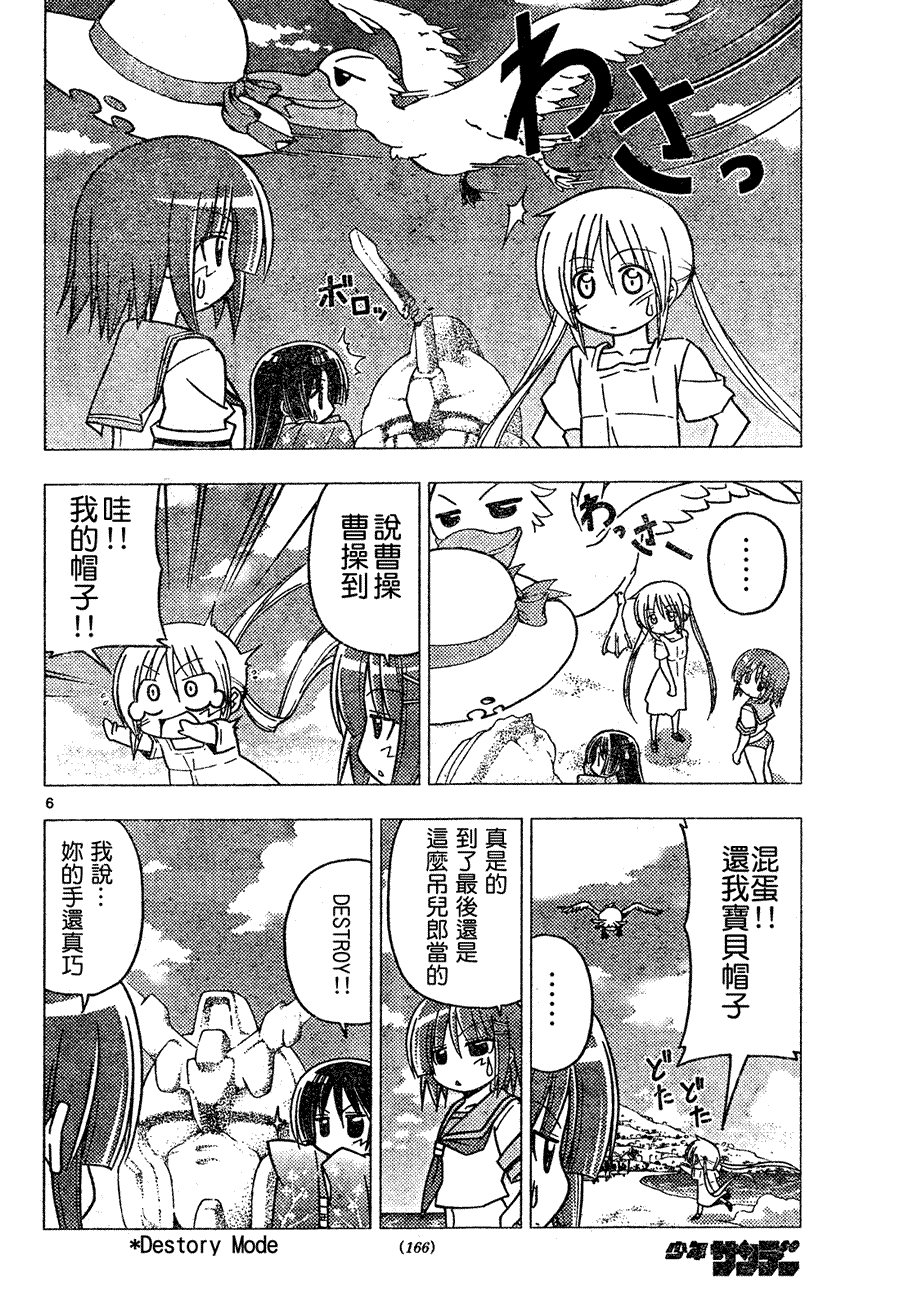 わさっ
ボロッ
……
わっさー
說曹操
曹操到
哇!!
我的帽子!!
6
混蛋!!
還我寶貝帽子
どたどた
……
真是的
到了最後還是
這麼吊兒郎當的
DESTROY!!
我說…
妳的手還真巧
*Destory Mode
(166)
少年サンデー